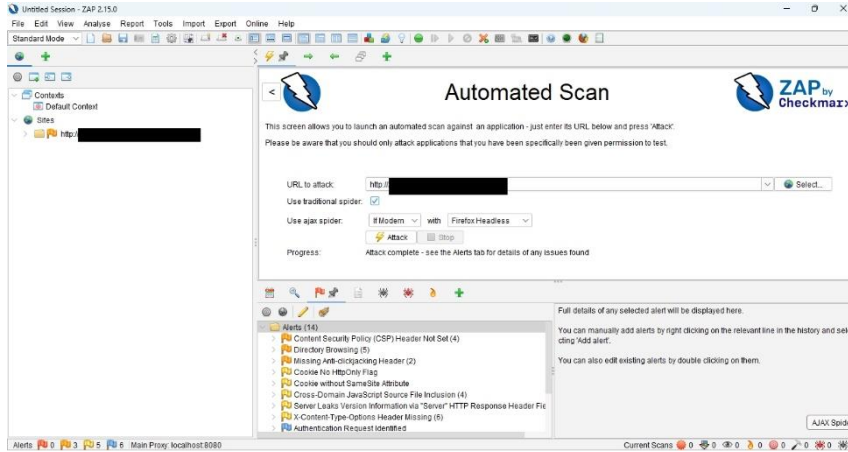 Untitled Session - ZAP 2.15.0
File Edit View Analyse Report Tools Import Export Online Help
Standard Mode
Contexts
Default Context
Sites
http:/
<
Automated Scan
ZAP by
Checkmarx
This screen allows you to launch an automated scan against an application - just enter its URL below and press 'Attack'.
Please be aware that you should only attack applications that you have been specifically been given permission to test.
URL to attack: http:// Select...
Use traditional spider:
Use ajax spider: If Modern with Firefox Headless
Attack Stop
Progress: Attack complete - see the Alerts tab for details of any issues found
Alerts (14)
Content Security Policy (CSP) Header Not Set (4)
Directory Browsing (5)
Missing Anti-clickjacking Header (2)
Cookie No HttpOnly Flag
Cookie without SameSite Attribute
Cross-Domain JavaScript Source File Inclusion (4)
Server Leaks Version Information via "Server" HTTP Response Header Fie
X-Content-Type-Options Header Missing (6)
Authentication Request Identified
Full details of any selected alert will be displayed here.
You can manually add alerts by right clicking on the relevant line in the history and sele
cting 'Add alert'.
You can also edit existing alerts by double clicking on them.
AJAX Spide
Alerts 0 3 5 6 Main Proxy: localhost:8080
Current Scans 0 0 0 0 0 0 0